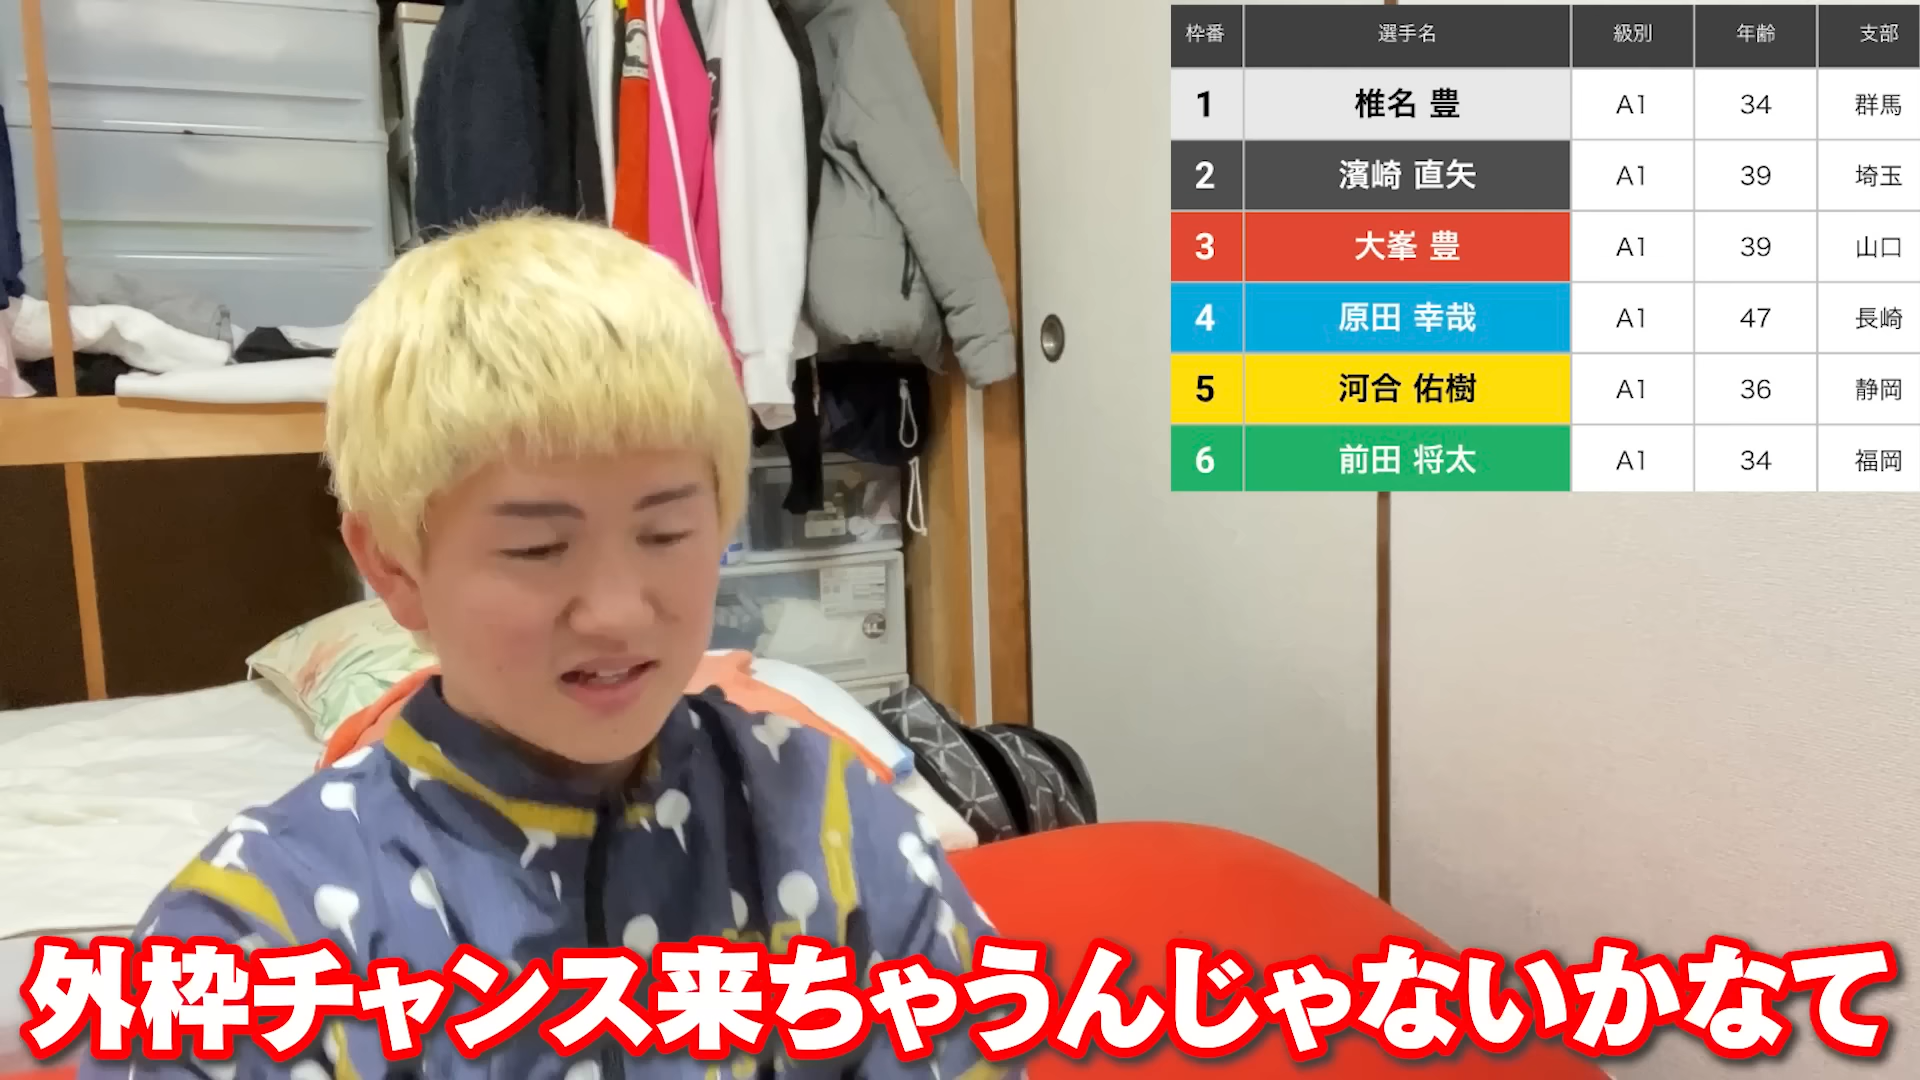 枠番 選手名 級別 年齢 支部
1 椎名 豊 A1 34 群馬
2 濱崎 直矢 A1 39 埼玉
3 大峯 豊 A1 39 山口
4 原田 幸哉 A1 47 長崎
5 河合 佑樹 A1 36 静岡
6 前田 将太 A1 34 福岡
外枠チャンス来ちゃうんじゃないかなて